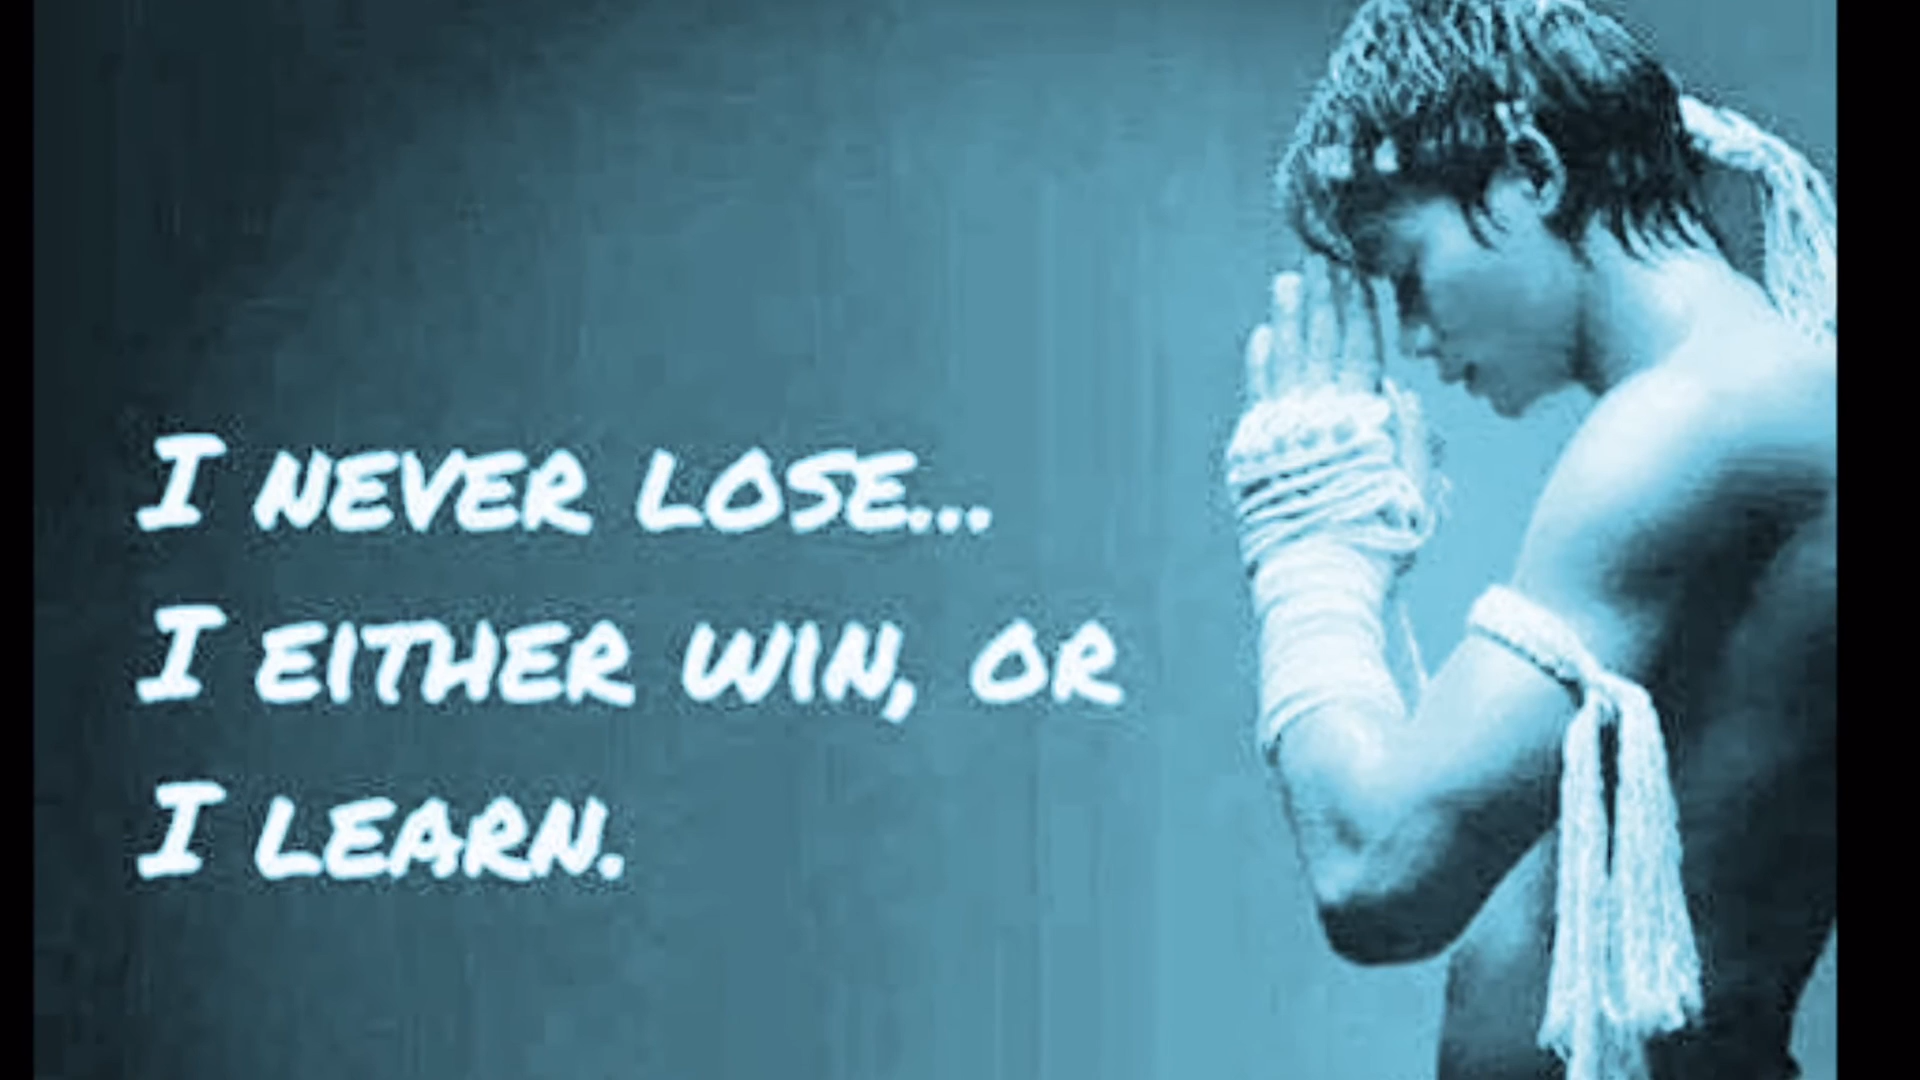 I NEVER LOSE...
I EITHER WIN, OR
I LEARN.